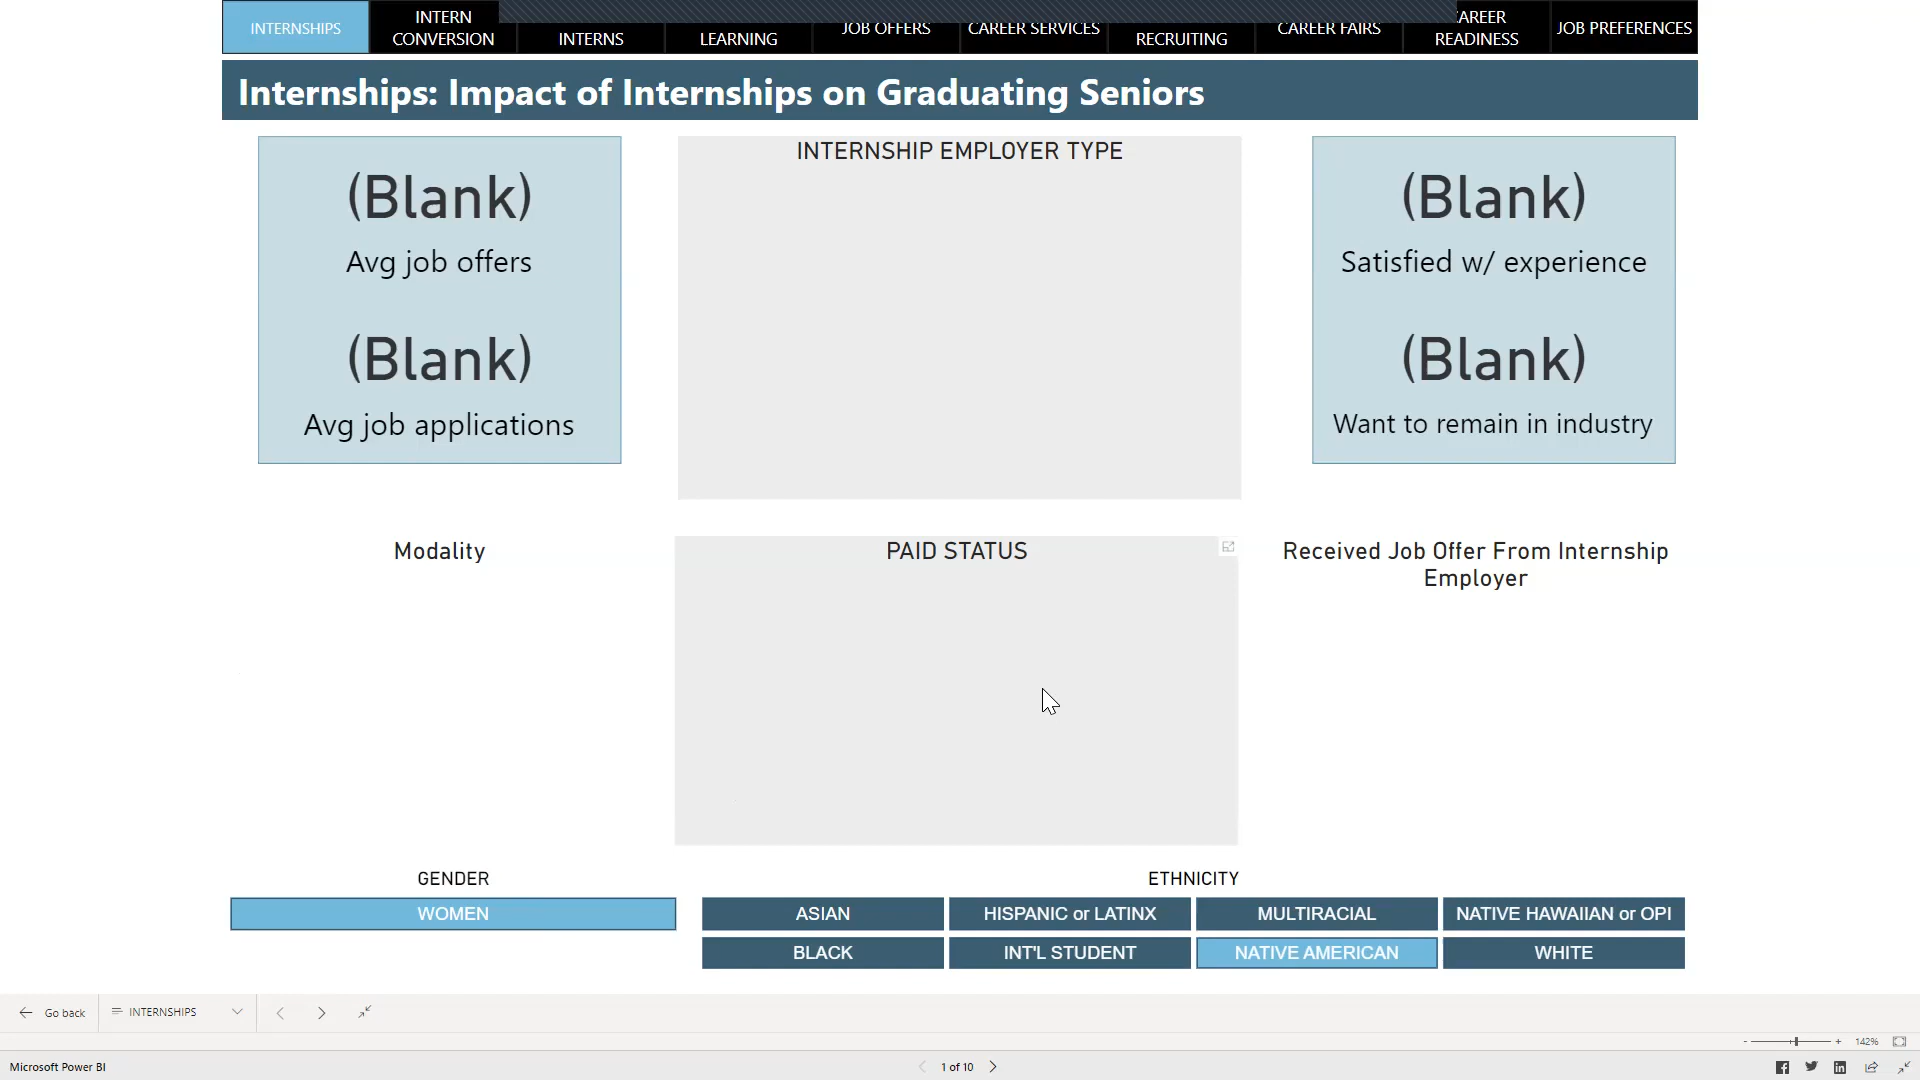 INTERNSHIPS
INTERN
CONVERSION
INTERNS
LEARNING
JOB OFFERS
CAREER SERVICES
RECRUITING
CAREER FAIRS
CAREER
READINESS
JOB PREFERENCES
Internships: Impact of Internships on Graduating Seniors
(Blank)
Avg job offers
(Blank)
Avg job applications
INTERNSHIP EMPLOYER TYPE
(Blank)
Satisfied w/ experience
(Blank)
Want to remain in industry
Modality
PAID STATUS
Received Job Offer From Internship
Employer
GENDER
WOMEN
ETHNICITY
ASIAN
HISPANIC or LATINX
MULTIRACIAL
NATIVE HAWAIIAN or OPI
BLACK
INT'L STUDENT
NATIVE AMERICAN
WHITE
Go back
INTERNSHIPS
- + 142%
Microsoft Power BI
1 of 10